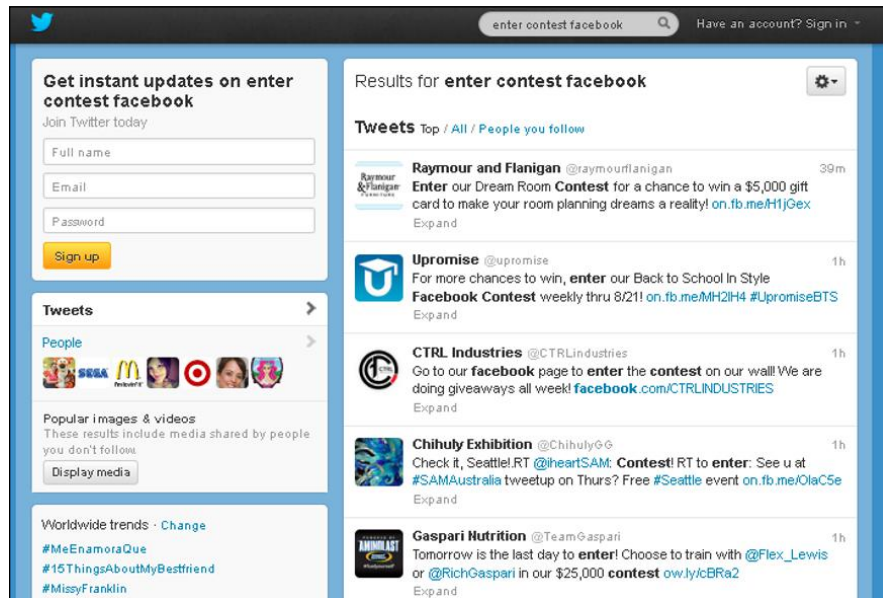 enter contest facebook
Have an account? Sign in
Get instant updates on enter
contest facebook
Join Twitter today
Full name
Email
Password
Sign up
Tweets
People
SEGA
i'm lovin' it
Popular images & videos
These results include media shared by people
you don't follow.
Display media
Worldwide trends · Change
#MeEnamoraQue
#15ThingsAboutMyBestfriend
#MissyFranklin
Results for enter contest facebook
Tweets Top / All / People you follow
Raymour
&Flanigan
FURNITURE
Raymour and Flanigan @raymourflanigan 39m
Enter our Dream Room Contest for a chance to win a $5,000 gift
card to make your room planning dreams a reality! on.fb.me/H1jGex
Expand
Upromise @upromise 1h
For more chances to win, enter our Back to School In Style
Facebook Contest weekly thru 8/21! on.fb.me/MH2IH4 #UpromiseBTS
Expand
CTRL
CTRL Industries @CTRLindustries 1h
Go to our facebook page to enter the contest on our wall! We are
doing giveaways all week! facebook.com/CTRLINDUSTRIES
Expand
Chihuly Exhibition @ChihulyGG 1h
Check it, Seattle!.RT @iheartSAM: Contest! RT to enter: See u at
#SAMAustralia tweetup on Thurs? Free #Seattle event on.fb.me/OlaC5e
Expand
AMINOLAST
Gaspari Nutrition @TeamGaspari 1h
Tomorrow is the last day to enter! Choose to train with @Flex_Lewis
or @RichGaspari in our $25,000 contest ow.ly/cBRa2
Expand